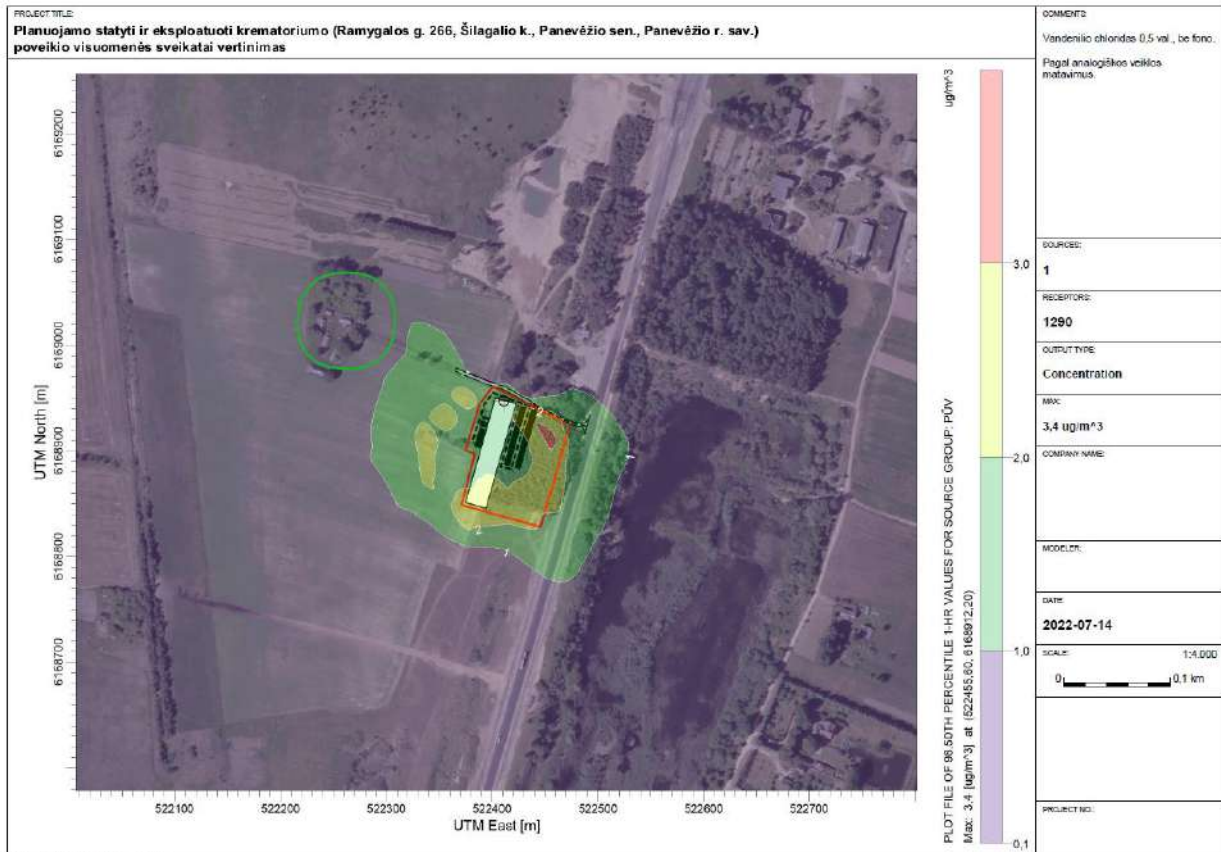 PROJECT TITLE:
Planuojamo statyti ir eksploatuoti krematoriumo (Ramygalos g. 266, Šilagalio k., Panevėžio sen., Panevėžio r. sav.)
poveikio visuomenės sveikatai vertinimas
UTM North [m]
6169200
6169100
6169000
6168900
6168800
6168700
1
2
1
522100
522200
522300
522400
522500
522600
522700
UTM East [m]
PLOT FILE OF 98.50TH PERCENTILE 1-HR VALUES FOR SOURCE GROUP: PŪV
Max: 3.4 [ug/m^3] at (522455,60, 6168912,20)
ug/m^3
3,0
2,0
1,0
0,1
COMMENTS:
Vandenilio chloridas 0,5 val., be fono.
Pagal analogiškos veiklos
matavimus.
SOURCES:
1
RECEPTORS:
1290
OUTPUT TYPE:
Concentration
MAX:
3,4 ug/m^3
COMPANY NAME:
MODELER:
DATE:
2022-07-14
SCALE:
1:4.000
0
0,1 km
PROJECT NO.: